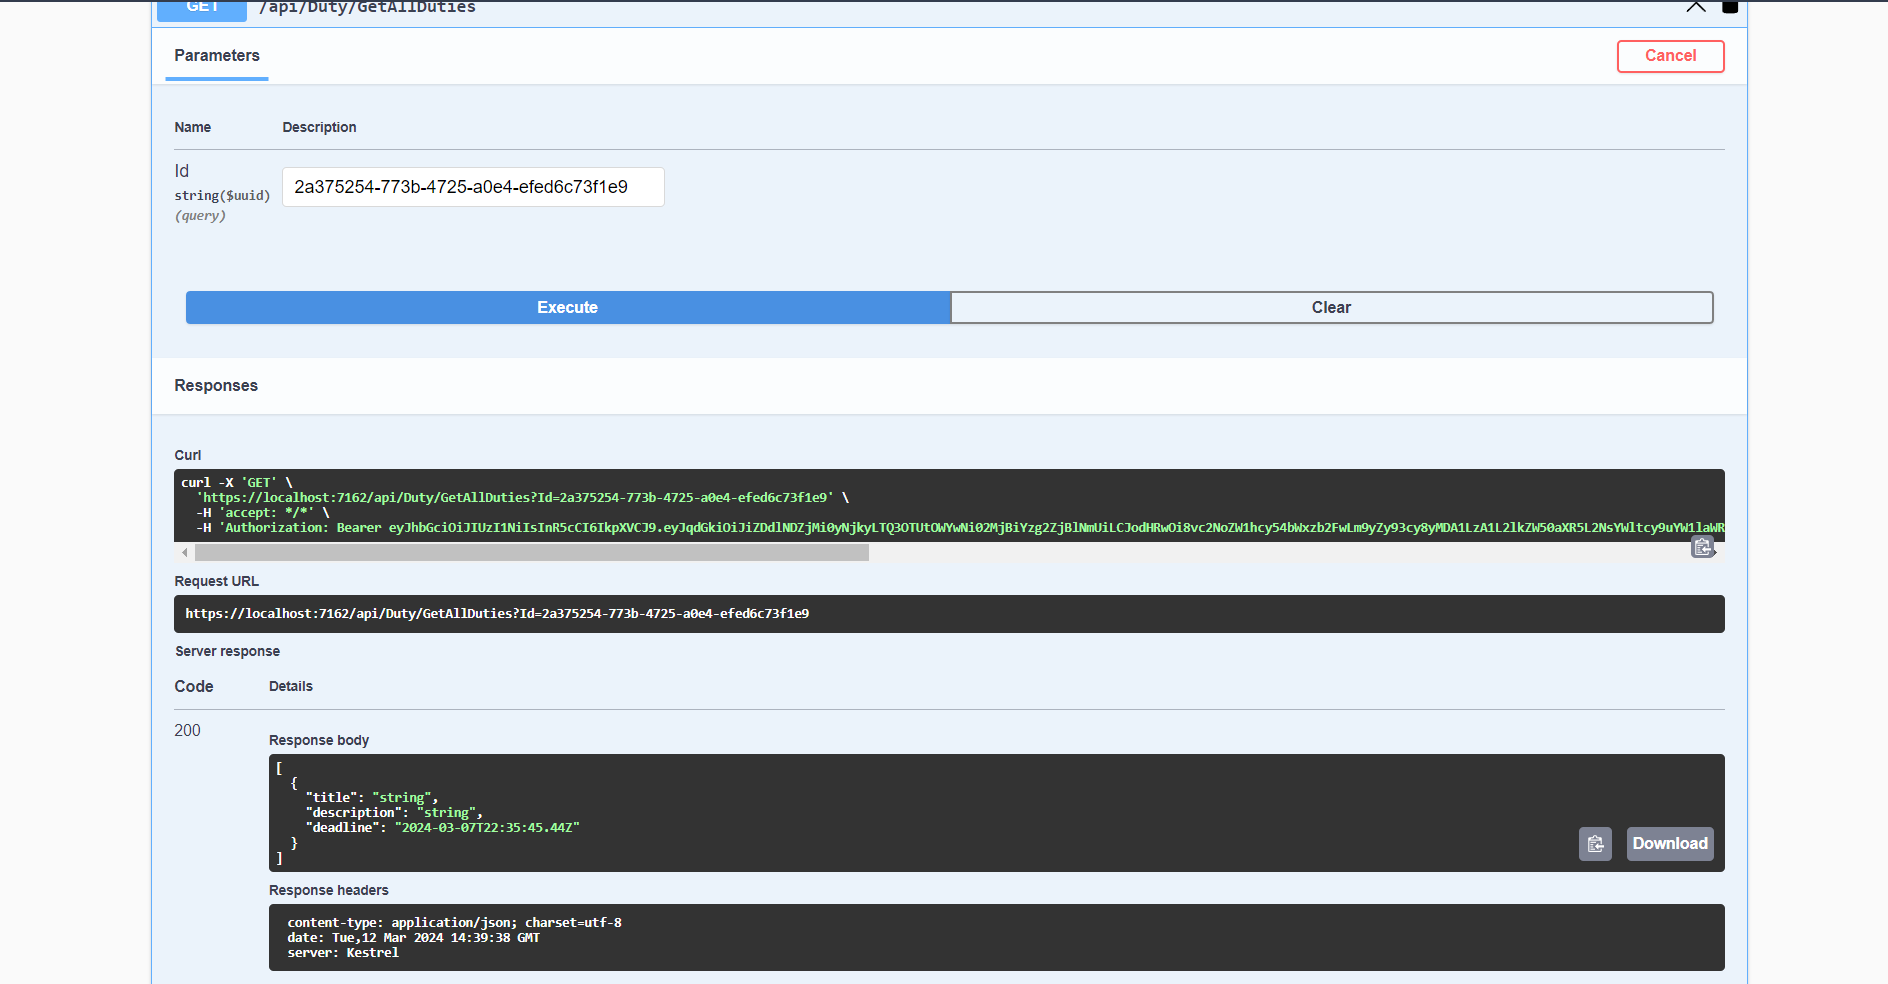 GET /api/Duty/GetAllDuties
Parameters
Cancel
Name Description
Id
string($uuid)
(query)
2a375254-773b-4725-a0e4-efed6c73f1e9
Execute Clear
Responses
Curl
curl -X 'GET' \
'https://localhost:7162/api/Duty/GetAllDuties?Id=2a375254-773b-4725-a0e4-efed6c73f1e9' \
-H 'accept: */*' \
-H 'Authorization: Bearer eyJhbGciOiJIUzI1NiIsInR5cCI6IkpXVCJ9.eyJqdGkiOiJiZDdlNDZjMi0yNjkyLTQ3OTUtOWYwNi02MjBiYzg2ZjBlNmUiLCJodHRwOi8vc2NoZW1hcy54bWxzb2FwLm9yZy93cy8yMDA1LzA1L2lkZW50aXR5L2NsYWltcy9uYW1laWR
Request URL
https://localhost:7162/api/Duty/GetAllDuties?Id=2a375254-773b-4725-a0e4-efed6c73f1e9
Server response
Code Details
200
Response body
[
{
"title": "string",
"description": "string",
"deadline": "2024-03-07T22:35:45.44Z"
}
]
Download
Response headers
content-type: application/json; charset=utf-8
date: Tue,12 Mar 2024 14:39:38 GMT
server: Kestrel